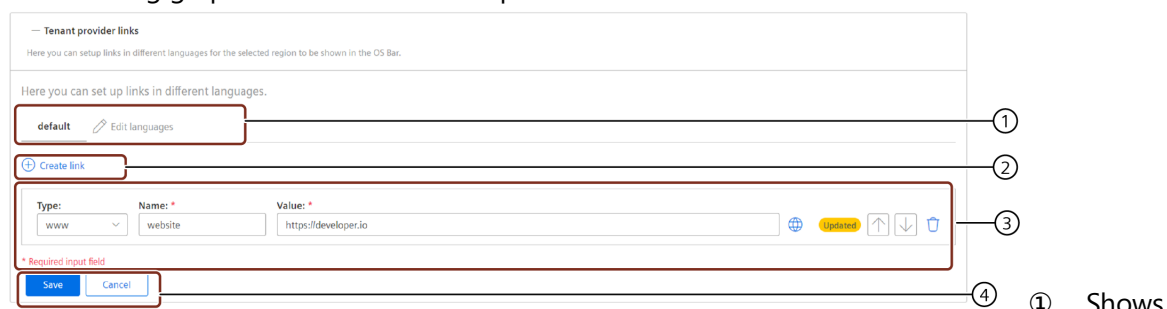 Tenant provider links
Here you can setup links in different languages for the selected region to be shown in the OS Bar.
Here you can set up links in different languages.
default Edit languages
1
Create link
2
Type: Name: * Value: *
www website https://developer.io Updated
3
* Required input field
Save Cancel
4
① Shows